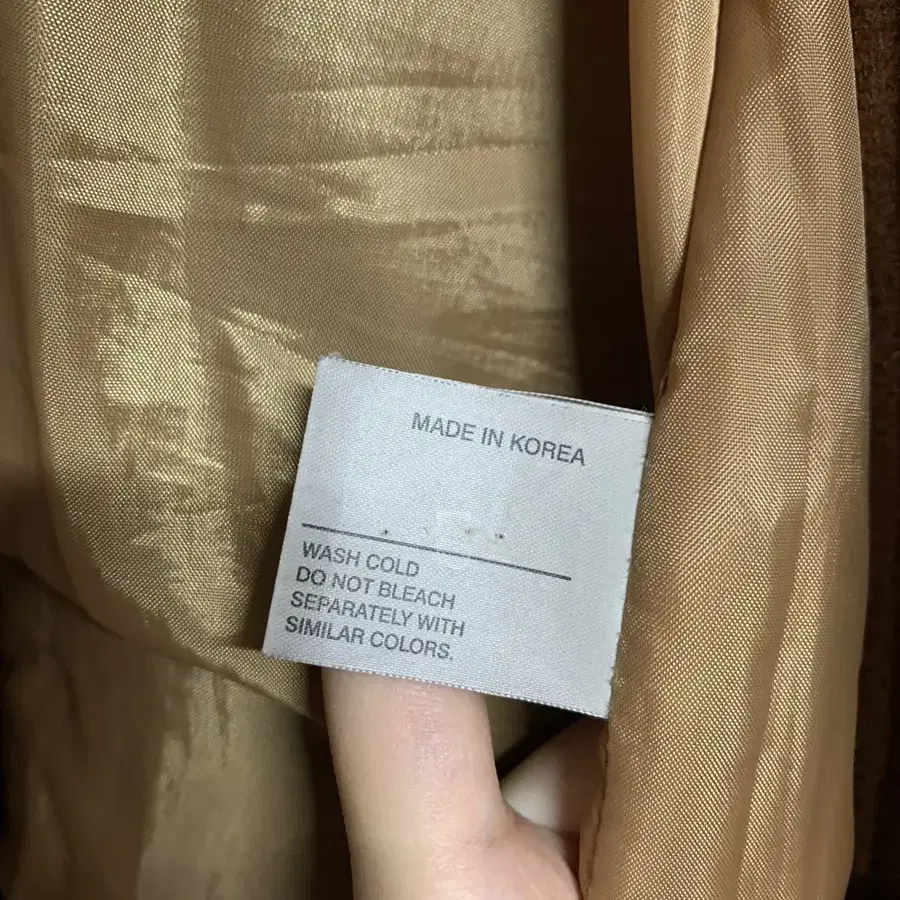 MADE IN KOREA
WASH COLD
DO NOT BLEACH
SEPARATELY WITH
SIMILAR COLORS.